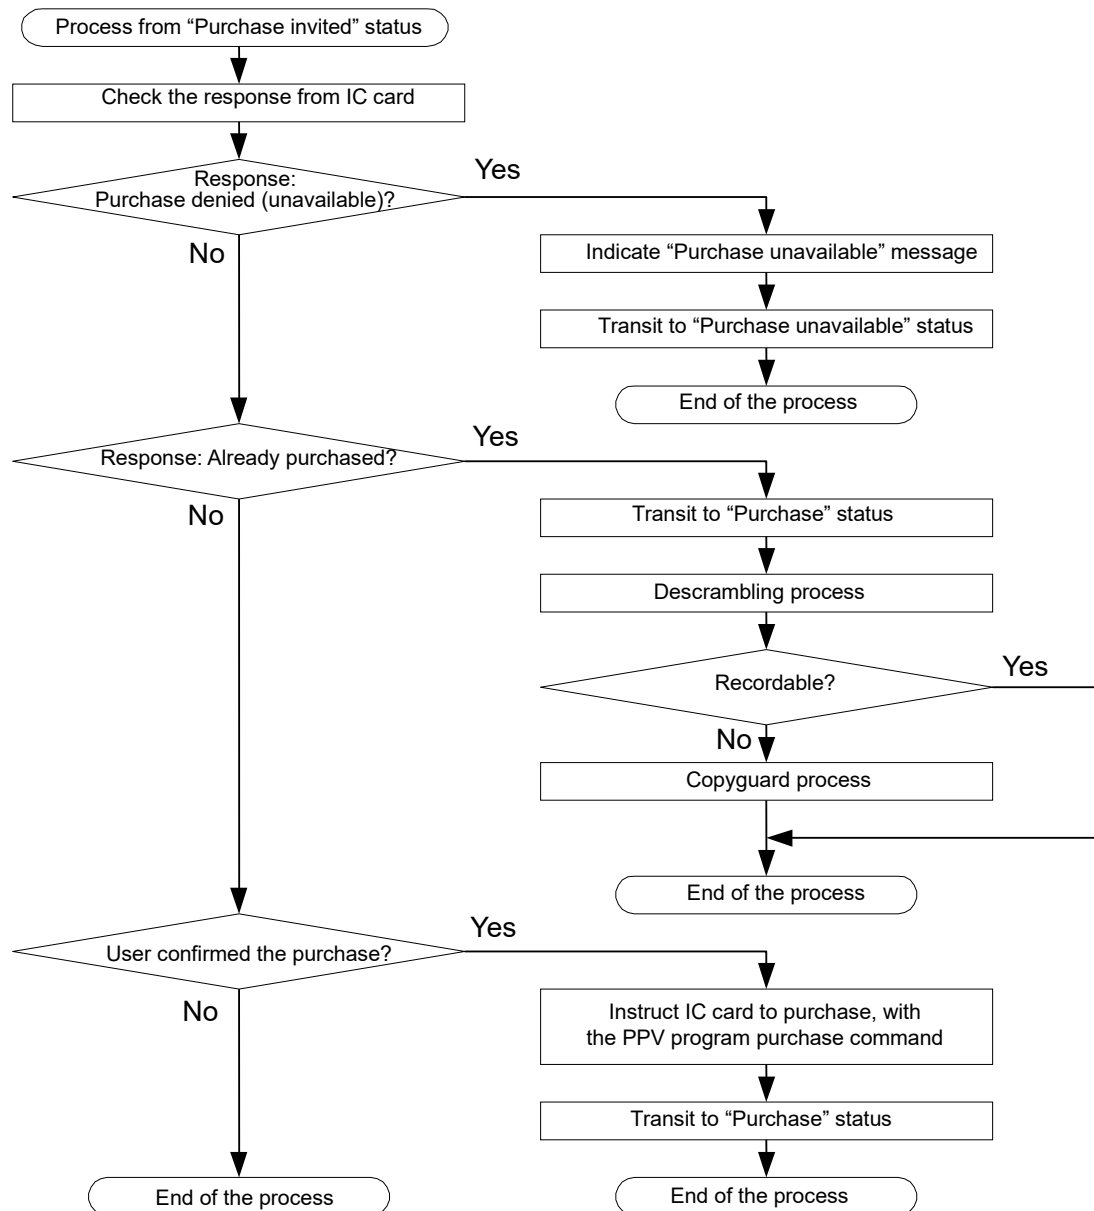 Process from “Purchase invited” status
Check the response from IC card
Response:
Purchase denied (unavailable)?
Yes
No
Indicate “Purchase unavailable” message
Transit to “Purchase unavailable” status
End of the process
Response: Already purchased?
Yes
No
Transit to “Purchase” status
Descrambling process
Recordable?
Yes
No
Copyguard process
End of the process
User confirmed the purchase?
Yes
No
Instruct IC card to purchase, with
the PPV program purchase command
Transit to “Purchase” status
End of the process
End of the process